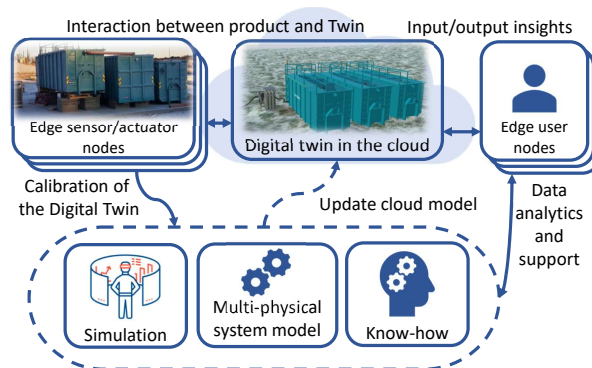 Interaction between product and Twin
Input/output insights
Edge sensor/actuator
nodes
Digital twin in the cloud
Edge user
nodes
Calibration of
the Digital Twin
Update cloud model
Data
analytics
and
support
Simulation
Multi-physical
system model
Know-how